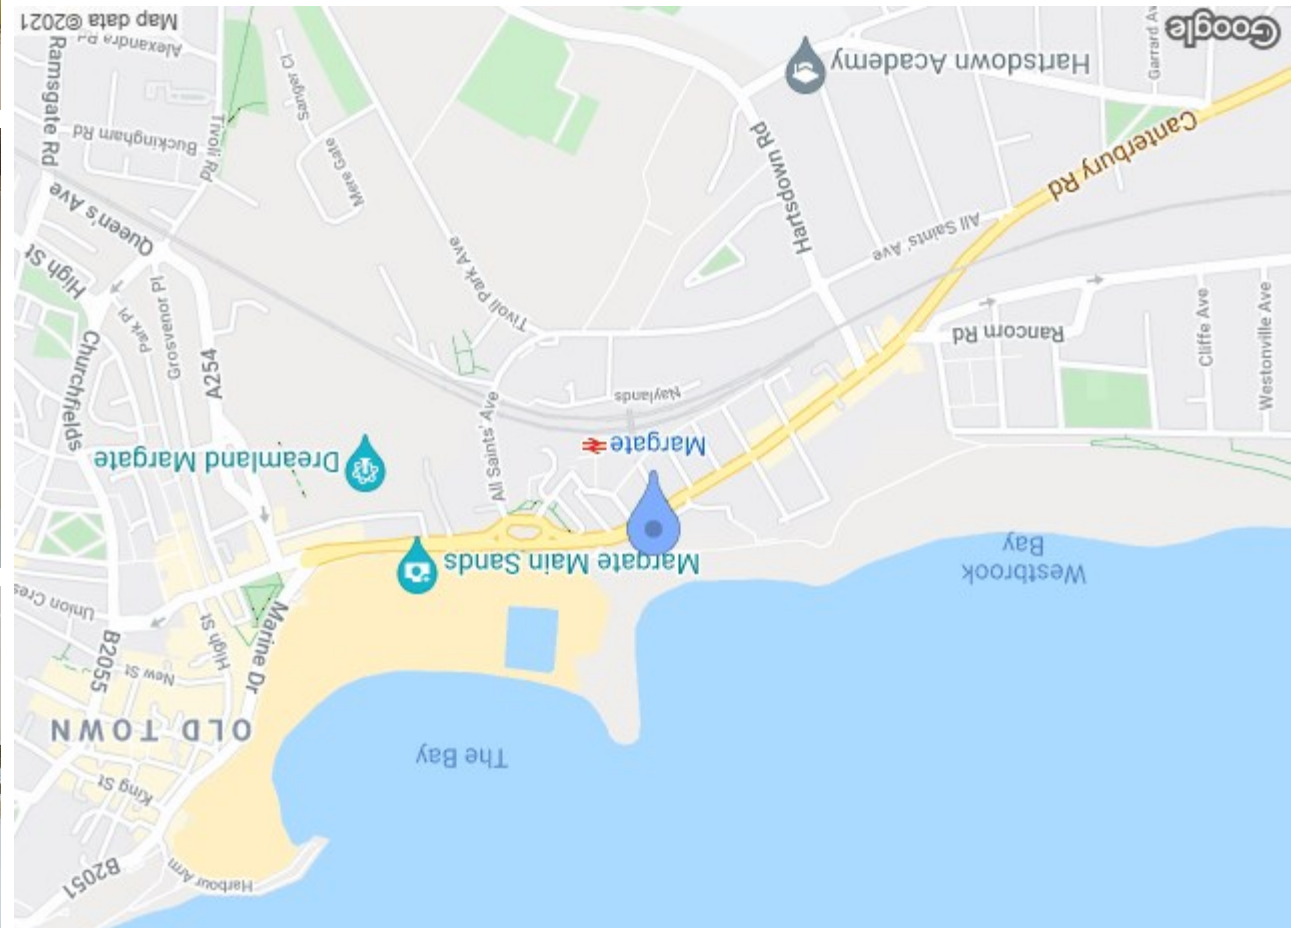 Harbour Arm
B2051
King St
The Bay
OLD TOWN
New St
B2055
Marine Dr
High St
Union Cres
Westbrook
Bay
Margate Main Sands
Dreamland Margate
Margate
All Saints' Ave
Naylands
Churchfields
A254
Westonville Ave
Cliffe Ave
Rancorn Rd
Grosvenor Pl
Park Pl
Tivoli Park Ave
High St
All Saints' Ave
Queen's Ave
Hartsdown Rd
Mere Gate
Canterbury Rd
Tivoli Rd
Buckingham Rd
Ramsgate Rd
Sanger Cl
Hartsdown Academy
Garrard Av
Alexandra Rd
Google
Map data ©2021